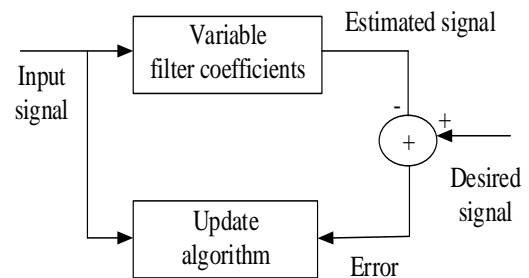 Variable
filter coefficients
Estimated signal
Input
signal
-
+
+
Desired
signal
Update
algorithm
Error